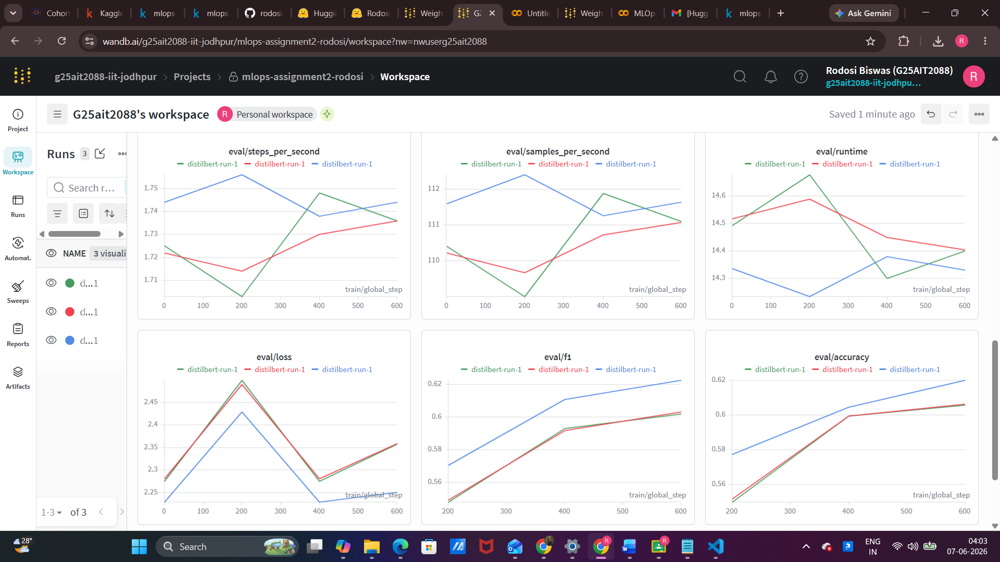 Cohor
Kaggle
mlops-
mlops-
rodosi
Huggin
Rodos
Weigh
G2
Untitle
Weigh
MLOp
[Hugg
mlops
Ask Gemini
wandb.ai/g25ait2088-iit-jodhpur/mlops-assignment2-rodosi/workspace?nw=nwuserg25ait2088
R
g25ait2088-iit-jodhpur > Projects > mlops-assignment2-rodosi > Workspace
Rodosi Biswas (G25AIT2088)
g25ait2088-iit-jodhpu...
R
Project
Workspace
Runs
Automat.
Sweeps
Reports
Artifacts
G25ait2088's workspace
R Personal workspace
Saved 1 minute ago
Runs 3
Search r...
NAME 3 visuali
d...1
d...1
d...1
1-3 of 3
eval/steps_per_second
distilbert-run-1 distilbert-run-1 distilbert-run-1
1.75
1.74
1.73
1.72
1.71
train/global_step
0 100 200 300 400 500 600
eval/samples_per_second
distilbert-run-1 distilbert-run-1 distilbert-run-1
112
111
110
train/global_step
0 100 200 300 400 500 600
eval/runtime
distilbert-run-1 distilbert-run-1 distilbert-run-1
14.6
14.5
14.4
14.3
train/global_step
0 100 200 300 400 500 600
eval/loss
distilbert-run-1 distilbert-run-1 distilbert-run-1
2.45
2.4
2.35
2.3
2.25
train/global_step
0 100 200 300 400 500 600
eval/f1
distilbert-run-1 distilbert-run-1 distilbert-run-1
0.62
0.6
0.58
0.56
train/global_step
200 300 400 500 600
eval/accuracy
distilbert-run-1 distilbert-run-1 distilbert-run-1
0.62
0.6
0.58
0.56
train/global_step
200 300 400 500 600
28°
Search
ENG
IN
04:03
07-06-2026